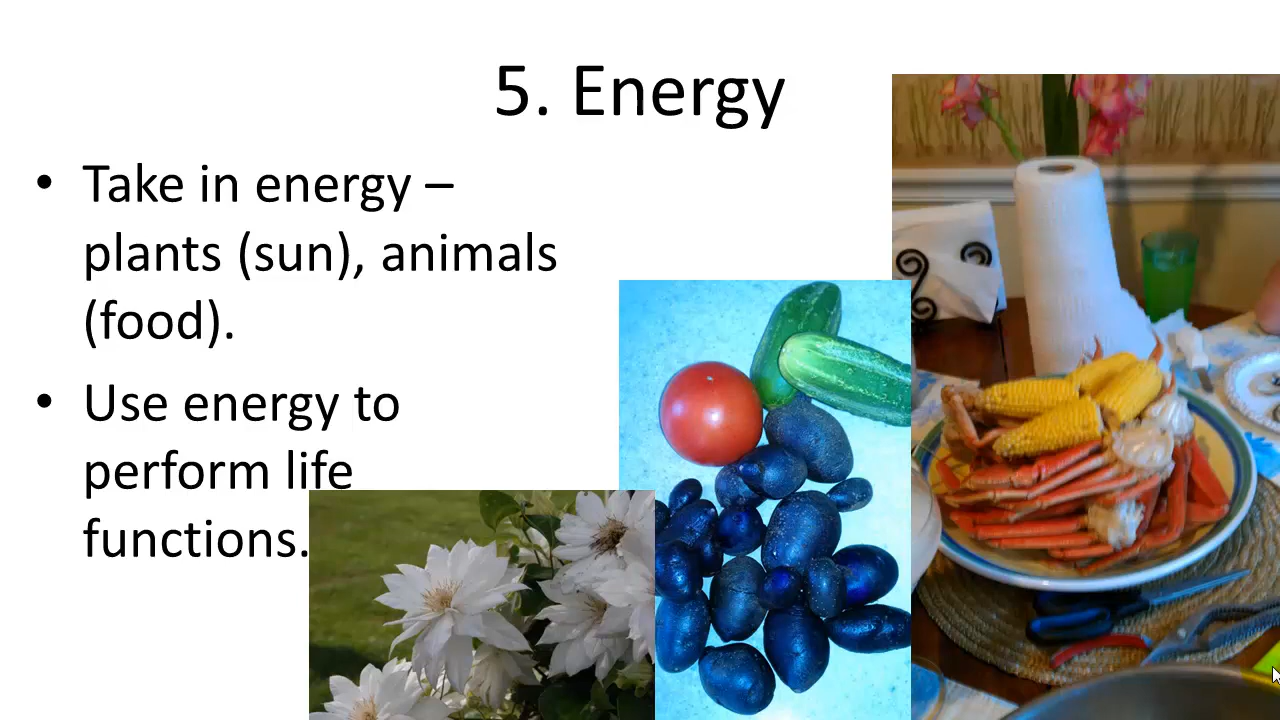 5. Energy
• Take in energy –
plants (sun), animals
(food).
• Use energy to
perform life
functions.